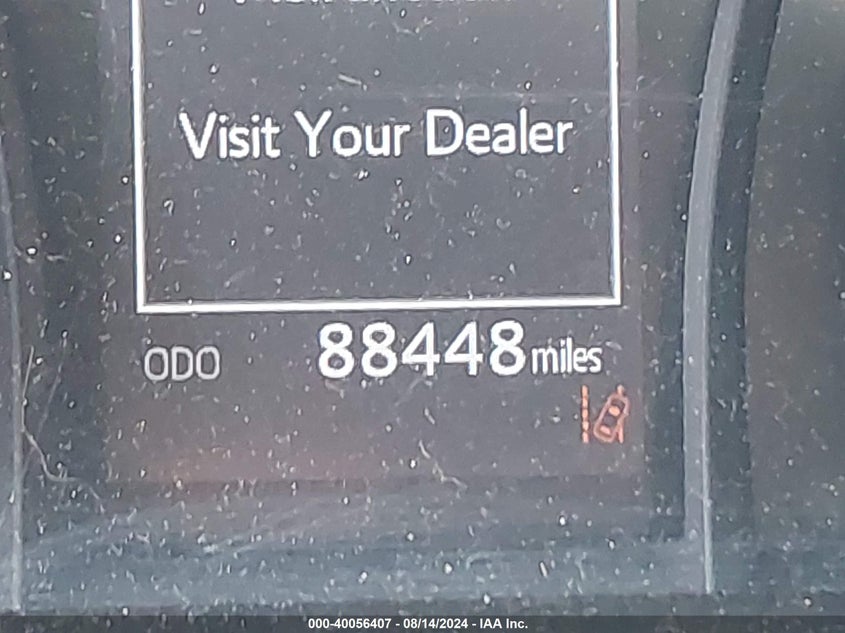 Visit Your Dealer
ODO 88448 miles
000-40056407 - 08/14/2024 - IAA Inc.